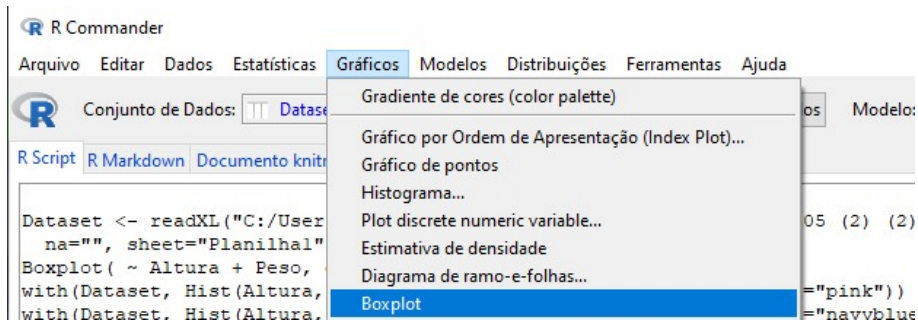 R Commander
Arquivo Editar Dados Estatísticas Gráficos Modelos Distribuições Ferramentas Ajuda
Conjunto de Dados: Datase os Modelo:
Gradiente de cores (color palette)
R Script R Markdown Documento knitr
Gráfico por Ordem de Apresentação (Index Plot)...
Gráfico de pontos
Histograma...
Dataset <- readXL("C:/User 05 (2) (2)
Plot discrete numeric variable...
na="", sheet="Planilha1"
Estimativa de densidade
Boxplot( ~ Altura + Peso,
Diagrama de ramo-e-folhas...
with(Dataset, Hist(Altura, ="pink"))
Boxplot
with(Dataset, Hist(Altura, ="navyblue